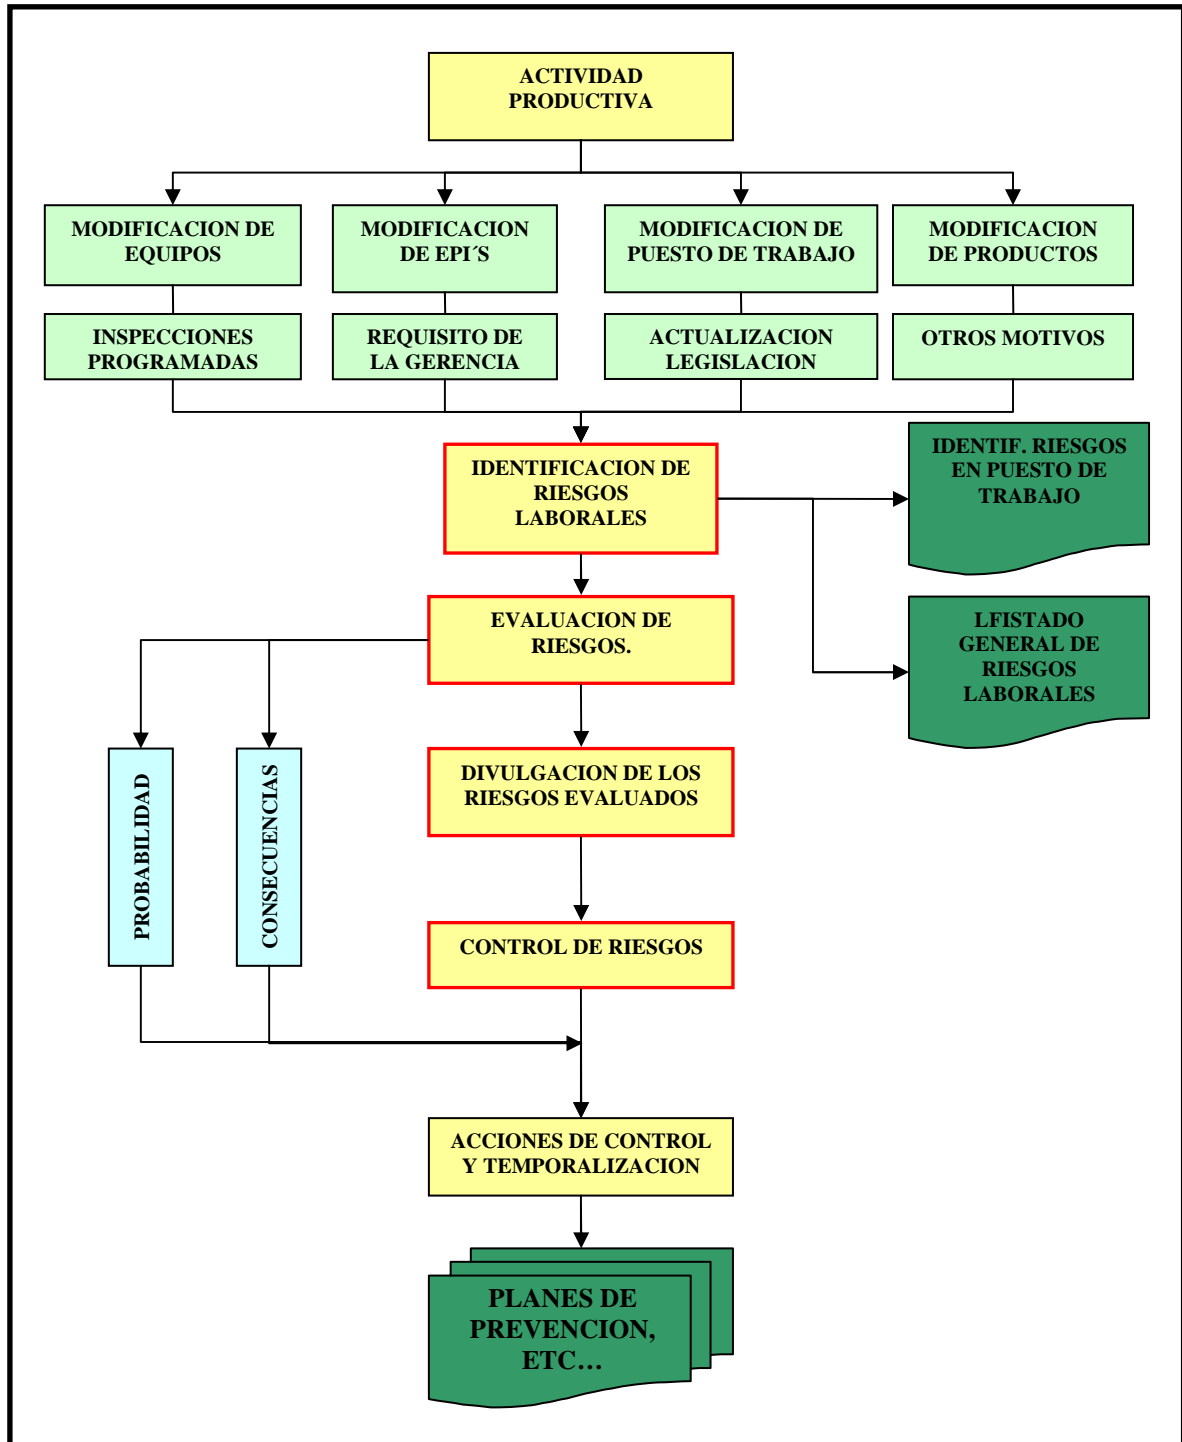 ACTIVIDAD
PRODUCTIVA
MODIFICACION DE
EQUIPOS
MODIFICACION
DE EPI´S
MODIFICACION DE
PUESTO DE TRABAJO
MODIFICACION
DE PRODUCTOS
INSPECCIONES
PROGRAMADAS
REQUISITO DE
LA GERENCIA
ACTUALIZACION
LEGISLACION
OTROS MOTIVOS
IDENTIFICACION DE
RIESGOS
LABORALES
IDENTIF. RIESGOS
EN PUESTO DE
TRABAJO
EVALUACION DE
RIESGOS.
LFISTADO
GENERAL DE
RIESGOS
LABORALES
PROBABILIDAD
CONSECUENCIAS
DIVULGACION DE LOS
RIESGOS EVALUADOS
CONTROL DE RIESGOS
ACCIONES DE CONTROL
Y TEMPORALIZACION
PLANES DE
PREVENCION,
ETC…